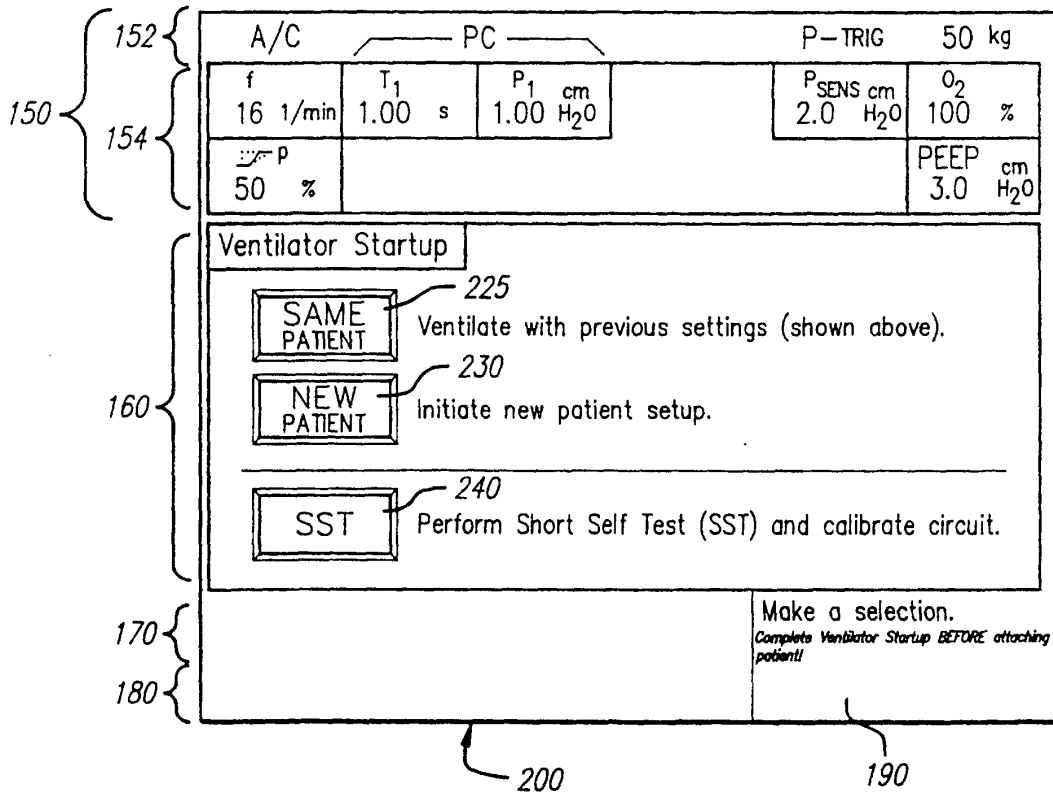 152 A/C PC P-TRIG 50 kg
150
154
f T1 P1 cm PSENS cm O2
16 1/min 1.00 s 1.00 H2O 2.0 H2O 100 %
P PEEP cm
50 % 3.0 H2O
Ventilator Startup
160
225
SAME PATIENT Ventilate with previous settings (shown above).
230
NEW PATIENT Initiate new patient setup.
240
SST Perform Short Self Test (SST) and calibrate circuit.
170 Make a selection.
Complete Ventilator Startup BEFORE attaching
patient!
180
200 190